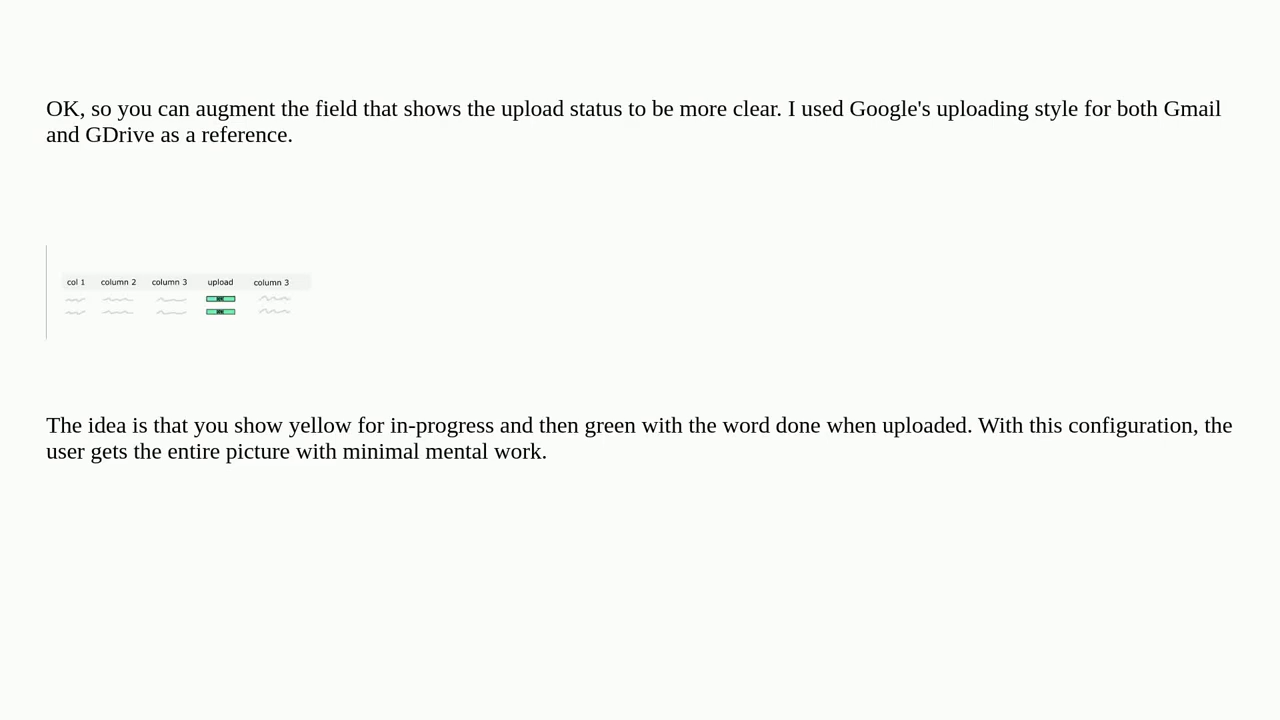 OK, so you can augment the field that shows the upload status to be more clear. I used Google's uploading style for both Gmail
and GDrive as a reference.
col 1 column 2 column 3 upload column 3
The idea is that you show yellow for in-progress and then green with the word done when uploaded. With this configuration, the
user gets the entire picture with minimal mental work.